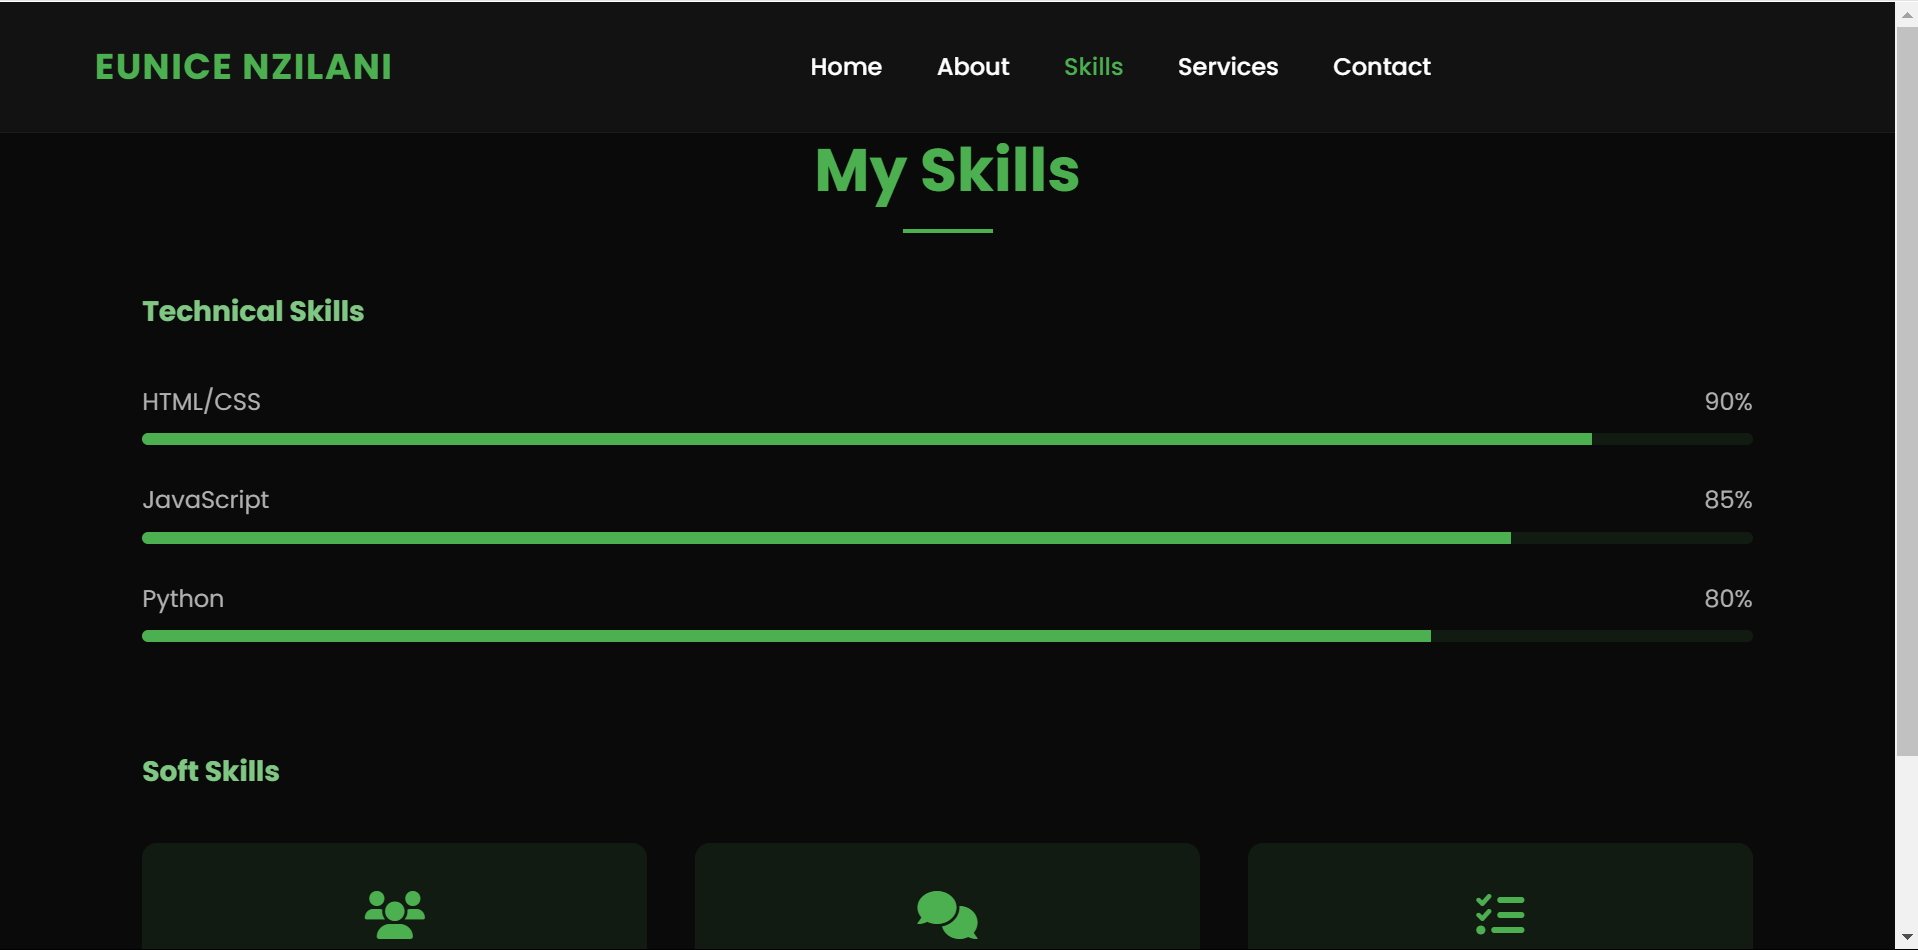 EUNICE NZILANI
Home About Skills Services Contact
My Skills
Technical Skills
HTML/CSS 90%
JavaScript 85%
Python 80%
Soft Skills